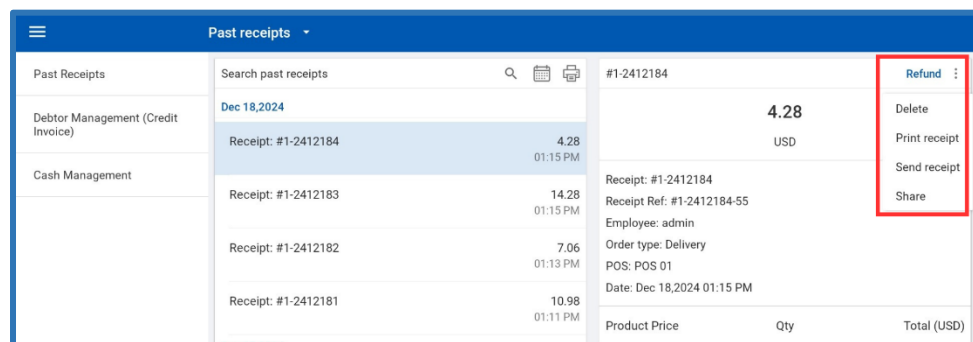 Past receipts
Past Receipts
Debtor Management (Credit
Invoice)
Cash Management
Search past receipts
Dec 18,2024
Receipt: #1-2412184
4.28
01:15 PM
Receipt: #1-2412183
14.28
01:15 PM
Receipt: #1-2412182
7.06
01:13 PM
Receipt: #1-2412181
10.98
01:11 PM
#1-2412184
Refund
4.28
USD
Delete
Print receipt
Send receipt
Share
Receipt: #1-2412184
Receipt Ref: #1-2412184-55
Employee: admin
Order type: Delivery
POS: POS 01
Date: Dec 18,2024 01:15 PM
Product Price Qty Total (USD)